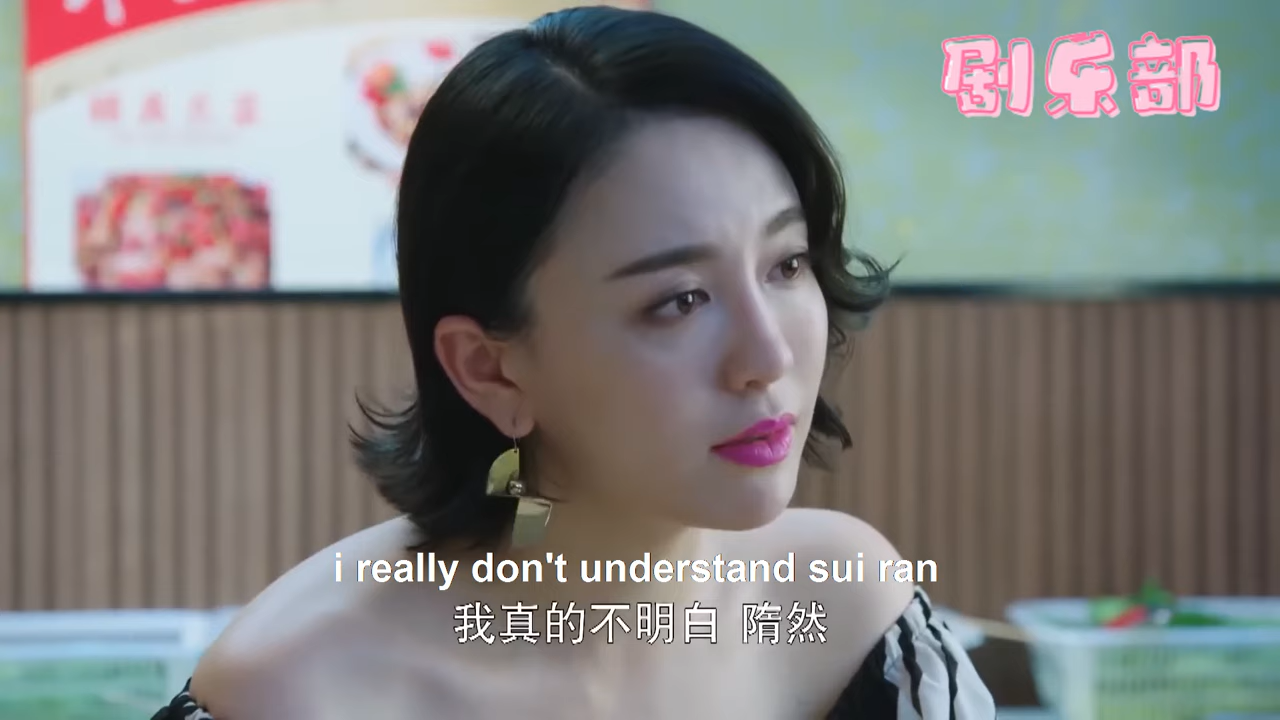 剧乐部
i really don't understand sui ran
我真的不明白 隋然